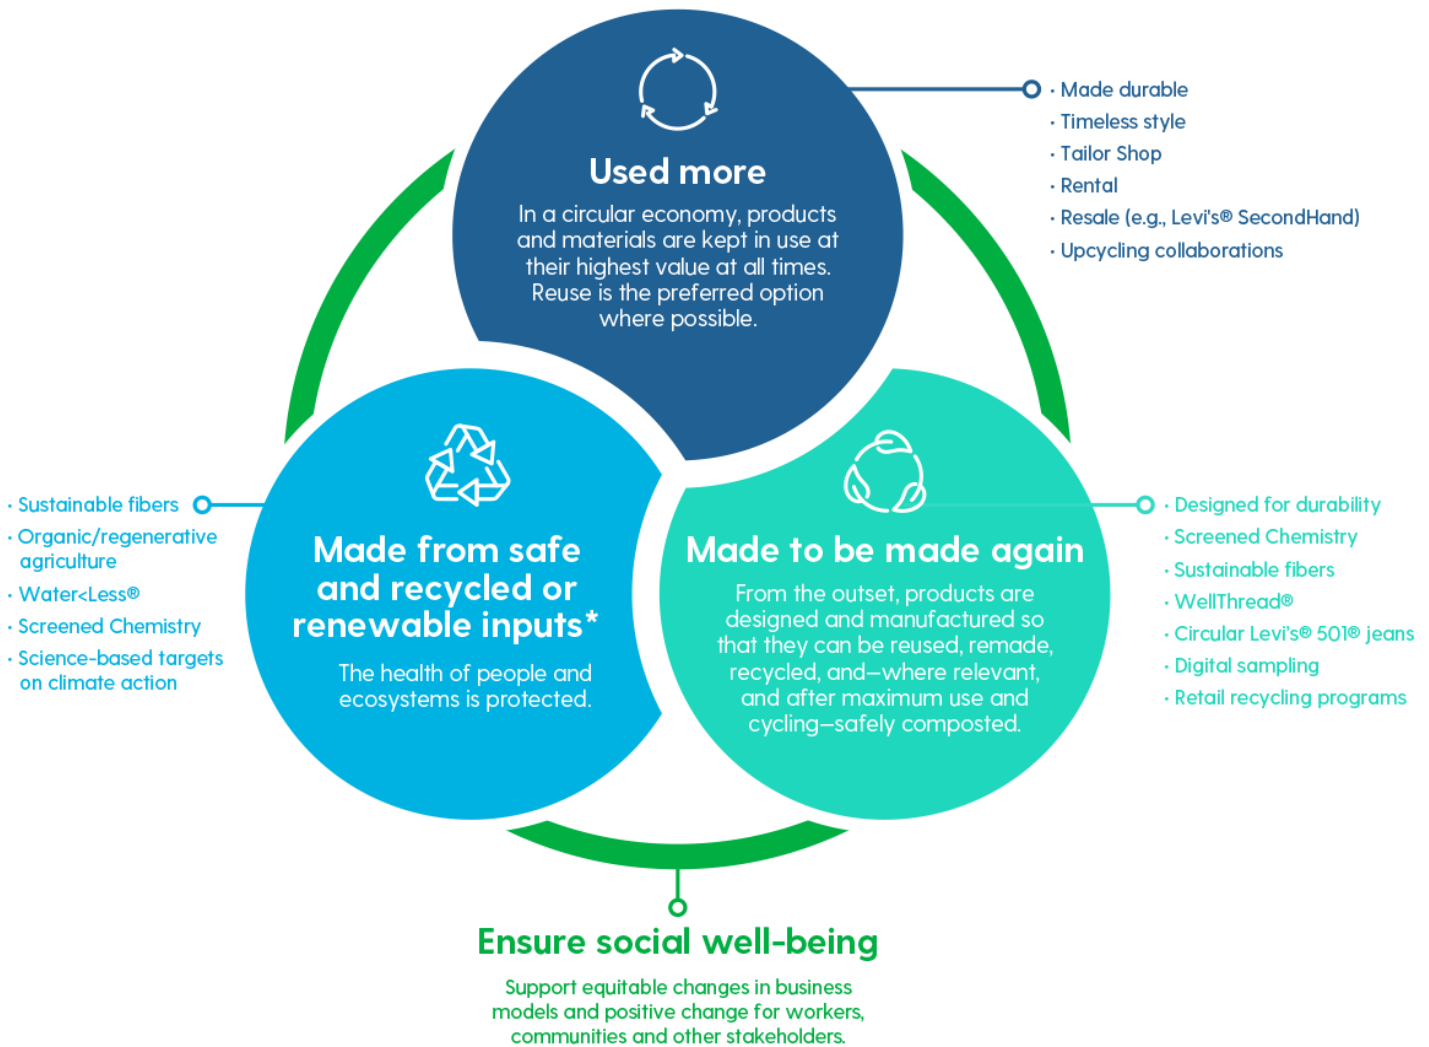 Used more
In a circular economy, products
and materials are kept in use at
their highest value at all times.
Reuse is the preferred option
where possible.
· Made durable
· Timeless style
· Tailor Shop
· Rental
· Resale (e.g., Levi's® SecondHand)
· Upcycling collaborations
· Sustainable fibers
· Organic/regenerative
agriculture
· Water<Less®
· Screened Chemistry
· Science-based targets
on climate action
Made from safe
and recycled or
renewable inputs*
The health of people and
ecosystems is protected.
Made to be made again
From the outset, products are
designed and manufactured so
that they can be reused, remade,
recycled, and—where relevant,
and after maximum use and
cycling—safely composted.
· Designed for durability
· Screened Chemistry
· Sustainable fibers
· WellThread®
· Circular Levi's® 501® jeans
· Digital sampling
· Retail recycling programs
Ensure social well-being
Support equitable changes in business
models and positive change for workers,
communities and other stakeholders.